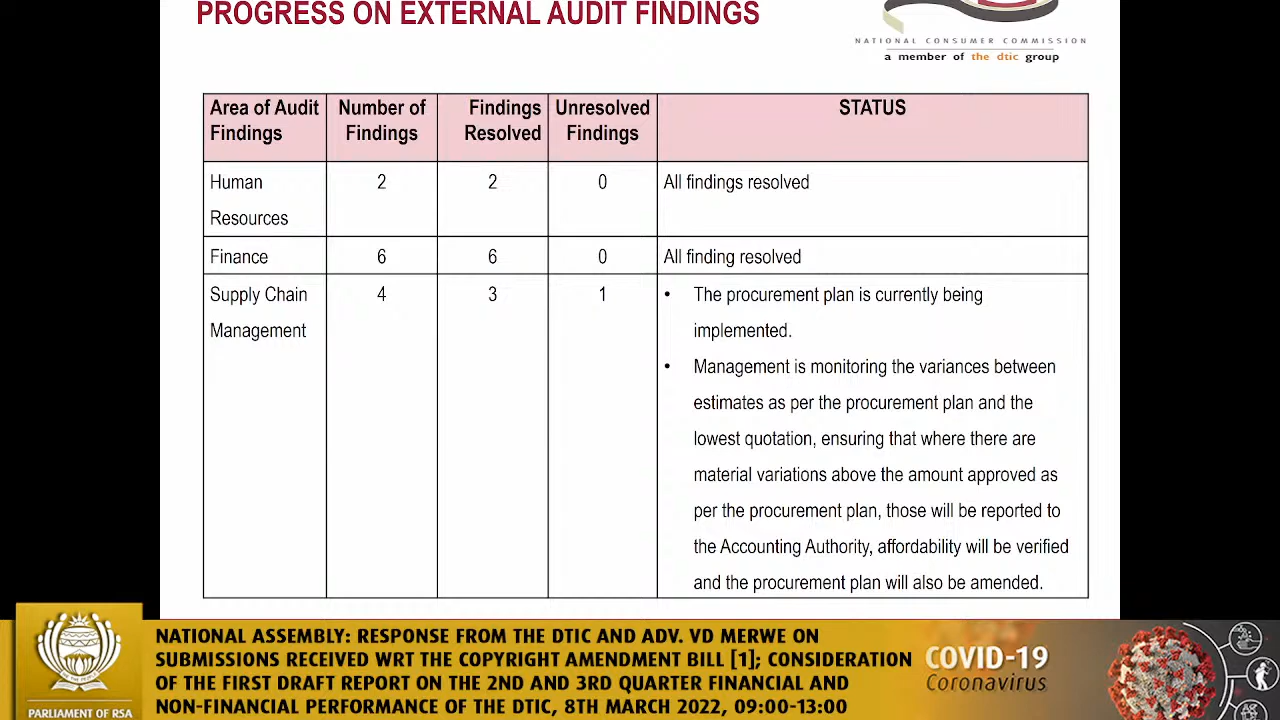 PROGRESS ON EXTERNAL AUDIT FINDINGS
NATIONAL CONSUMER COMMISSION
a member of the dtic group
Area of Audit Findings
Number of Findings
Findings Resolved
Unresolved Findings
STATUS
Human Resources
2
2
0
All findings resolved
Finance
6
6
0
All finding resolved
Supply Chain Management
4
3
1
• The procurement plan is currently being
implemented.
• Management is monitoring the variances between
estimates as per the procurement plan and the
lowest quotation, ensuring that where there are
material variations above the amount approved as
per the procurement plan, those will be reported to
the Accounting Authority, affordability will be verified
and the procurement plan will also be amended.
NATIONAL ASSEMBLY: RESPONSE FROM THE DTIC AND ADV. VD MERWE ON
SUBMISSIONS RECEIVED WRT THE COPYRIGHT AMENDMENT BILL [1]; CONSIDERATION
OF THE FIRST DRAFT REPORT ON THE 2ND AND 3RD QUARTER FINANCIAL AND
NON-FINANCIAL PERFORMANCE OF THE DTIC, 8TH MARCH 2022, 09:00-13:00
PARLIAMENT OF RSA
COVID-19
Coronavirus